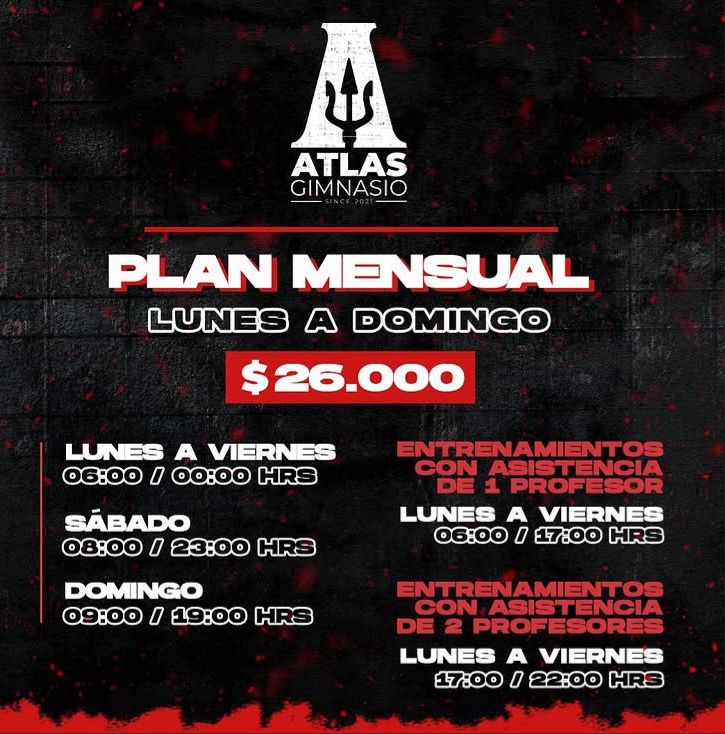 ATLAS
GIMNASIO
SINCE 2021
PLAN MENSUAL
LUNES A DOMINGO
$26.000
LUNES A VIERNES
06:00 / 00:00 HRS
SÁBADO
08:00 / 23:00 HRS
DOMINGO
09:00 / 19:00 HRS
ENTRENAMIENTOS
CON ASISTENCIA
DE 1 PROFESOR
LUNES A VIERNES
06:00 / 17:00 HRS
ENTRENAMIENTOS
CON ASISTENCIA
DE 2 PROFESORES
LUNES A VIERNES
17:00 / 22:00 HRS